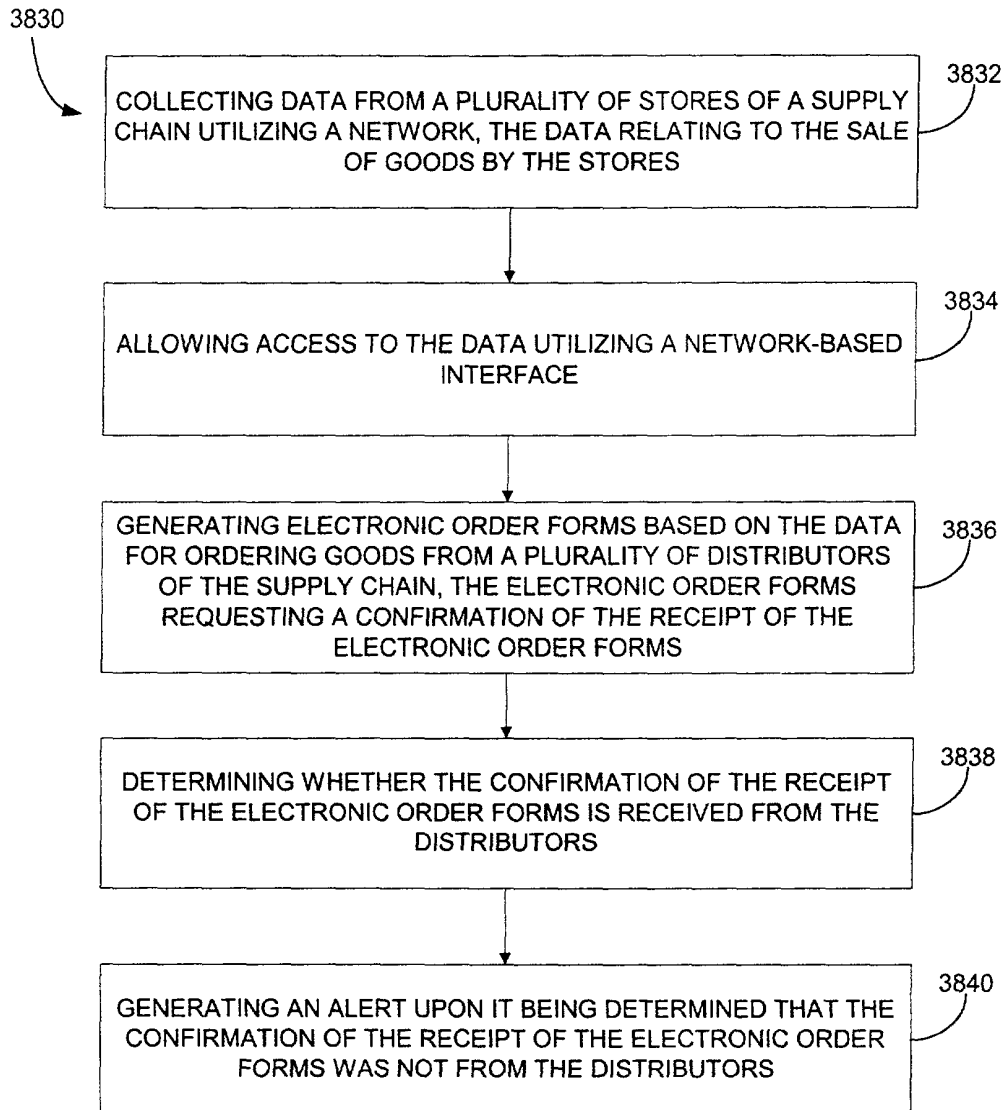 3830
3832
COLLECTING DATA FROM A PLURALITY OF STORES OF A SUPPLY
CHAIN UTILIZING A NETWORK, THE DATA RELATING TO THE SALE
OF GOODS BY THE STORES
3834
ALLOWING ACCESS TO THE DATA UTILIZING A NETWORK-BASED
INTERFACE
3836
GENERATING ELECTRONIC ORDER FORMS BASED ON THE DATA
FOR ORDERING GOODS FROM A PLURALITY OF DISTRIBUTORS
OF THE SUPPLY CHAIN, THE ELECTRONIC ORDER FORMS
REQUESTING A CONFIRMATION OF THE RECEIPT OF THE
ELECTRONIC ORDER FORMS
3838
DETERMINING WHETHER THE CONFIRMATION OF THE RECEIPT
OF THE ELECTRONIC ORDER FORMS IS RECEIVED FROM THE
DISTRIBUTORS
3840
GENERATING AN ALERT UPON IT BEING DETERMINED THAT THE
CONFIRMATION OF THE RECEIPT OF THE ELECTRONIC ORDER
FORMS WAS NOT FROM THE DISTRIBUTORS